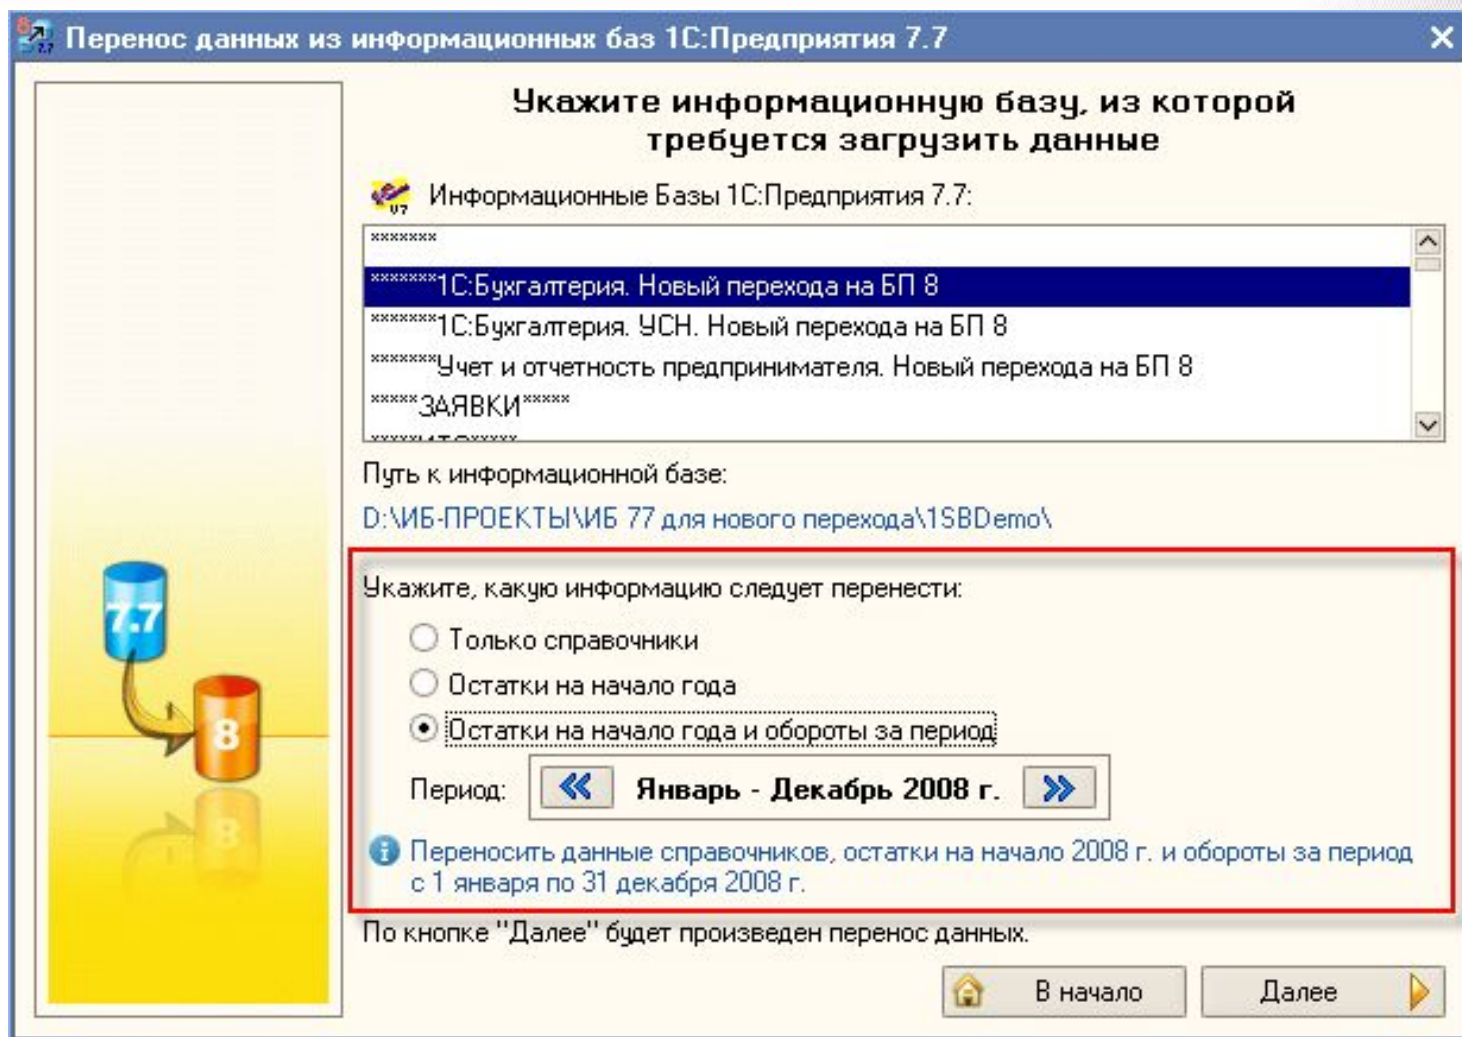 Перенос данных из информационных баз 1С:Предприятия 7.7
Укажите информационную базу, из которой
требуется загрузить данные
Информационные Базы 1С:Предприятия 7.7:
*******
*******1С:Бухгалтерия. Новый перехода на БП 8
*******1С:Бухгалтерия. УСН. Новый перехода на БП 8
*******Учет и отчетность предпринимателя. Новый перехода на БП 8
*****ЗАЯВКИ*****
Путь к информационной базе:
D:\ИБ-ПРОЕКТЫ\ИБ 77 для нового перехода\1SBDemo\
Укажите, какую информацию следует перенести:
Только справочники
Остатки на начало года
Остатки на начало года и обороты за период
Период: Январь - Декабрь 2008 г.
Переносить данные справочников, остатки на начало 2008 г. и обороты за период
с 1 января по 31 декабря 2008 г.
По кнопке "Далее" будет произведен перенос данных.
В начало Далее
7.7
8
8